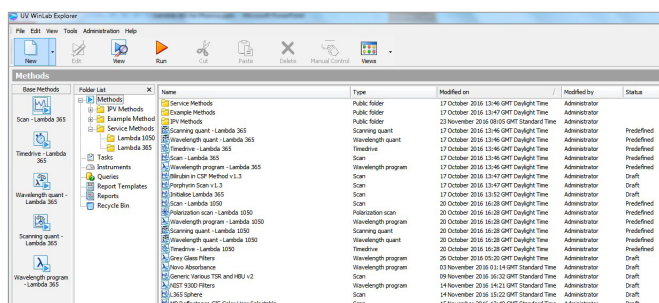 UV WinLab Explorer
File Edit View Tools Administration Help
New Edit View Run Cut Paste Delete Manual Control Views
Methods
Base Methods
Scan - Lambda 365
Timedrive - Lambda 365
Wavelength quant - Lambda 365
Scanning quant - Lambda 365
Wavelength program - Lambda 365
Folder List X
Methods
IPV Methods
Example Method
Service Methods
Lambda 1050
Lambda 365
Tasks
Instruments
Queries
Report Templates
Reports
Recycle Bin
Name Type Modified on / Modified by Status
Service Methods Public folder 17 October 2016 13:46 GMT Daylight Time Administrator
Example Methods Public folder 17 October 2016 13:47 GMT Daylight Time Administrator
IPV Methods Public folder 23 November 2016 08:05 GMT Standard Time Administrator
Scanning quant - Lambda 365 Scanning quant 17 October 2016 13:46 GMT Daylight Time Administrator Predefined
Wavelength quant - Lambda 365 Wavelength quant 17 October 2016 13:46 GMT Daylight Time Administrator Predefined
Timedrive - Lambda 365 Timedrive 17 October 2016 13:46 GMT Daylight Time Administrator Predefined
Scan - Lambda 365 Scan 17 October 2016 13:46 GMT Daylight Time Administrator Predefined
Wavelength program - Lambda 365 Wavelength program 17 October 2016 13:46 GMT Daylight Time Administrator Predefined
Bilirubin in CSF Method v1.3 Scan 17 October 2016 13:47 GMT Daylight Time Administrator Draft
Porphyrin Scan v1.3 Scan 17 October 2016 13:47 GMT Daylight Time Administrator Draft
Initialise Lambda 365 Scan 17 October 2016 13:52 GMT Daylight Time Administrator Draft
Scan - Lambda 1050 Scan 20 October 2016 16:28 GMT Daylight Time Administrator Predefined
Polarization scan - Lambda 1050 Polarization scan 20 October 2016 16:28 GMT Daylight Time Administrator Predefined
Wavelength program - Lambda 1050 Wavelength program 20 October 2016 16:28 GMT Daylight Time Administrator Predefined
Scanning quant - Lambda 1050 Scanning quant 20 October 2016 16:28 GMT Daylight Time Administrator Predefined
Wavelength quant - Lambda 1050 Wavelength quant 20 October 2016 16:28 GMT Daylight Time Administrator Predefined
Timedrive - Lambda 1050 Timedrive 20 October 2016 16:28 GMT Daylight Time Administrator Predefined
Grey Glass Filters Wavelength program 26 October 2016 05:20 GMT Daylight Time Administrator Draft
Nova Absorbance Wavelength program 03 November 2016 01:14 GMT Standard Time Administrator Draft
Generic Various TSR and HBU v2 Scan 09 November 2016 16:32 GMT Standard Time Administrator Draft
NIST 930D Filters Wavelength program 14 November 2016 14:21 GMT Standard Time Administrator Draft
L365 Sphere Scan 14 November 2016 15:22 GMT Standard Time Administrator Draft